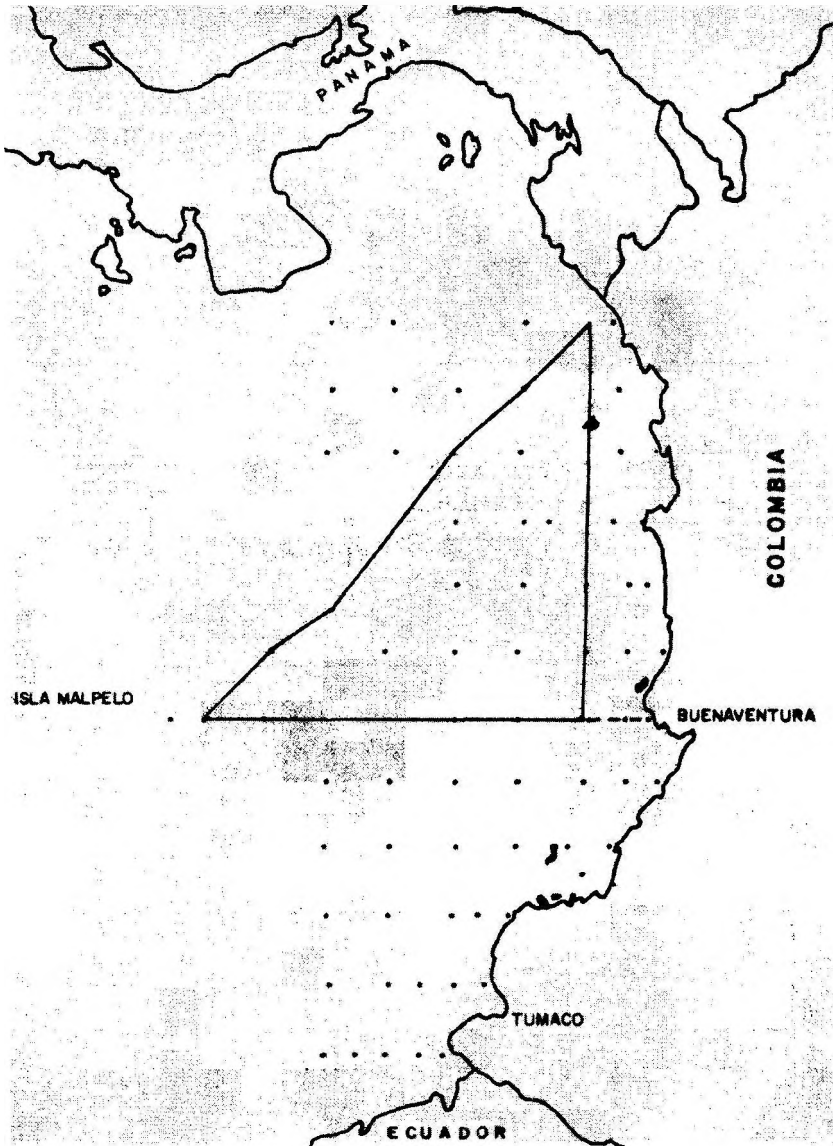 PANAMA
COLOMBIA
ISLA MALPELO
BUENAVENTURA
TUMACO
ECUADOR